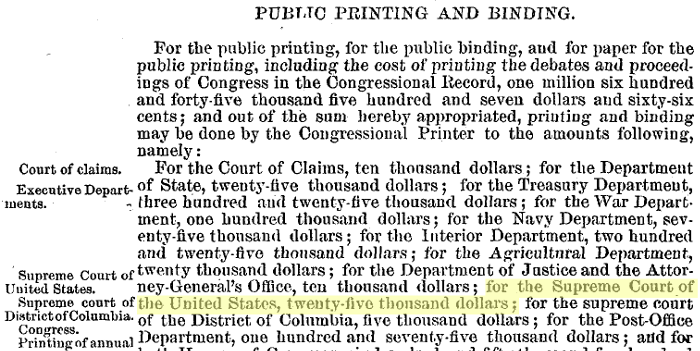 PUBLIC PRINTING AND BINDING.
For the public printing, for the public binding, and for paper for the
public printing, including the cost of printing the debates and proceed-
ings of Congress in the Congressional Record, one million six hundred
and forty-five thousand five hundred and seven dollars and sixty-six
cents; and out of the sum hereby appropriated, printing and binding
may be done by the Congressional Printer to the amounts following,
namely:
Court of claims. For the Court of Claims, ten thousand dollars; for the Department
Executive Depart- of State, twenty-five thousand dollars; for the Treasury Department,
ments. three hundred and twenty-five thousand dollars; for the War Depart-
ment, one hundred thousand dollars; for the Navy Department, sev-
enty-five thousand dollars; for the Interior Department, two hundred
and twenty-five thousand dollars; for the Agricultural Department,
Supreme Court of twenty thousand dollars; for the Department of Justice and the Attor-
United States. ney-General's Office, ten thousand dollars; for the Supreme Court of
Supreme court of the United States, twenty-five thousand dollars; for the supreme court
District of Columbia. of the District of Columbia, five thousand dollars; for the Post-Office
Congress. Department, one hundred and seventy-five thousand dollars; and for
Printing of annual